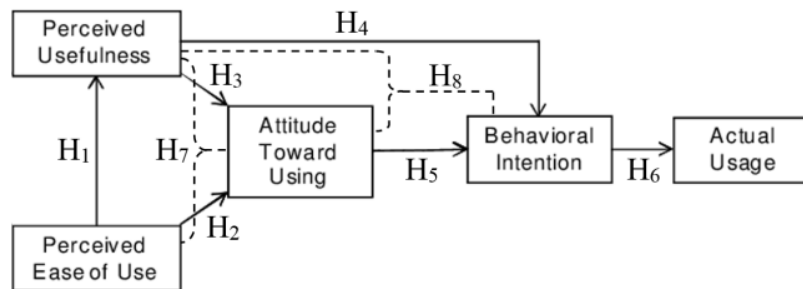 Perceived
Usefulness
H4
H3
H8
H1
H7
Attitude
Toward
Using
H5
Behavioral
Intention
H6
Actual
Usage
H2
Perceived
Ease of Use